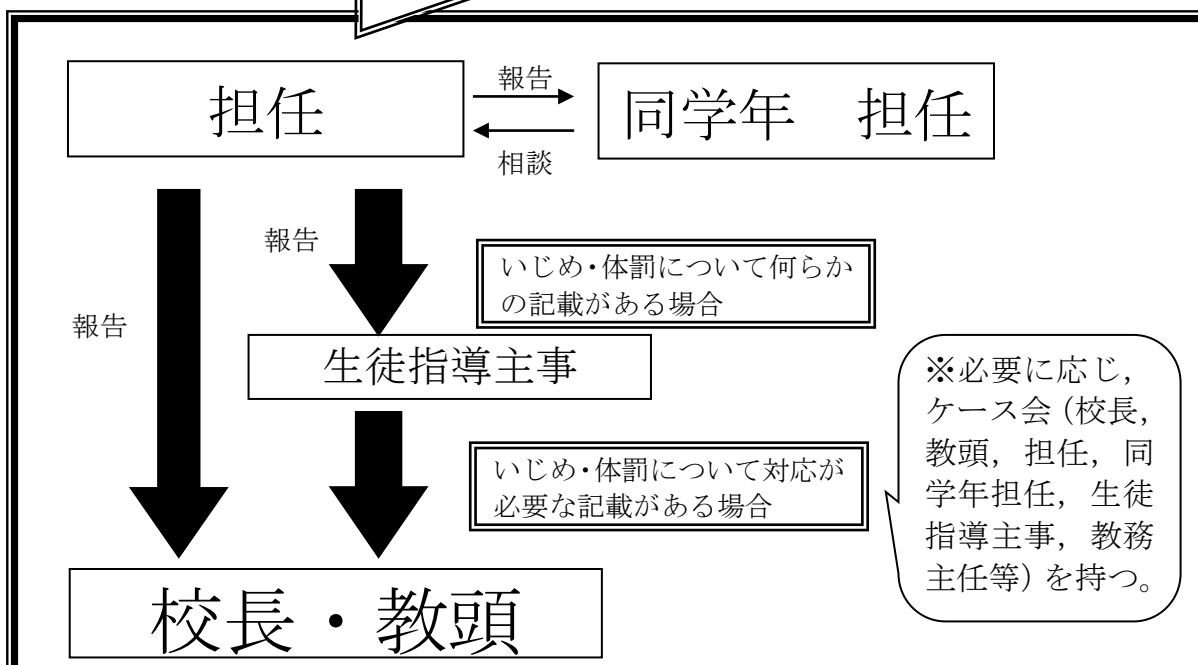 担任
報告
相談
同学年　担任
報告
報告
いじめ・体罰について何らか
の記載がある場合
生徒指導主事
いじめ・体罰について対応が
必要な記載がある場合
※必要に応じ，
ケース会（校長，
教頭，担任，同
学年担任，生徒
指導主事，教務
主任等）を持つ。
校長・教頭